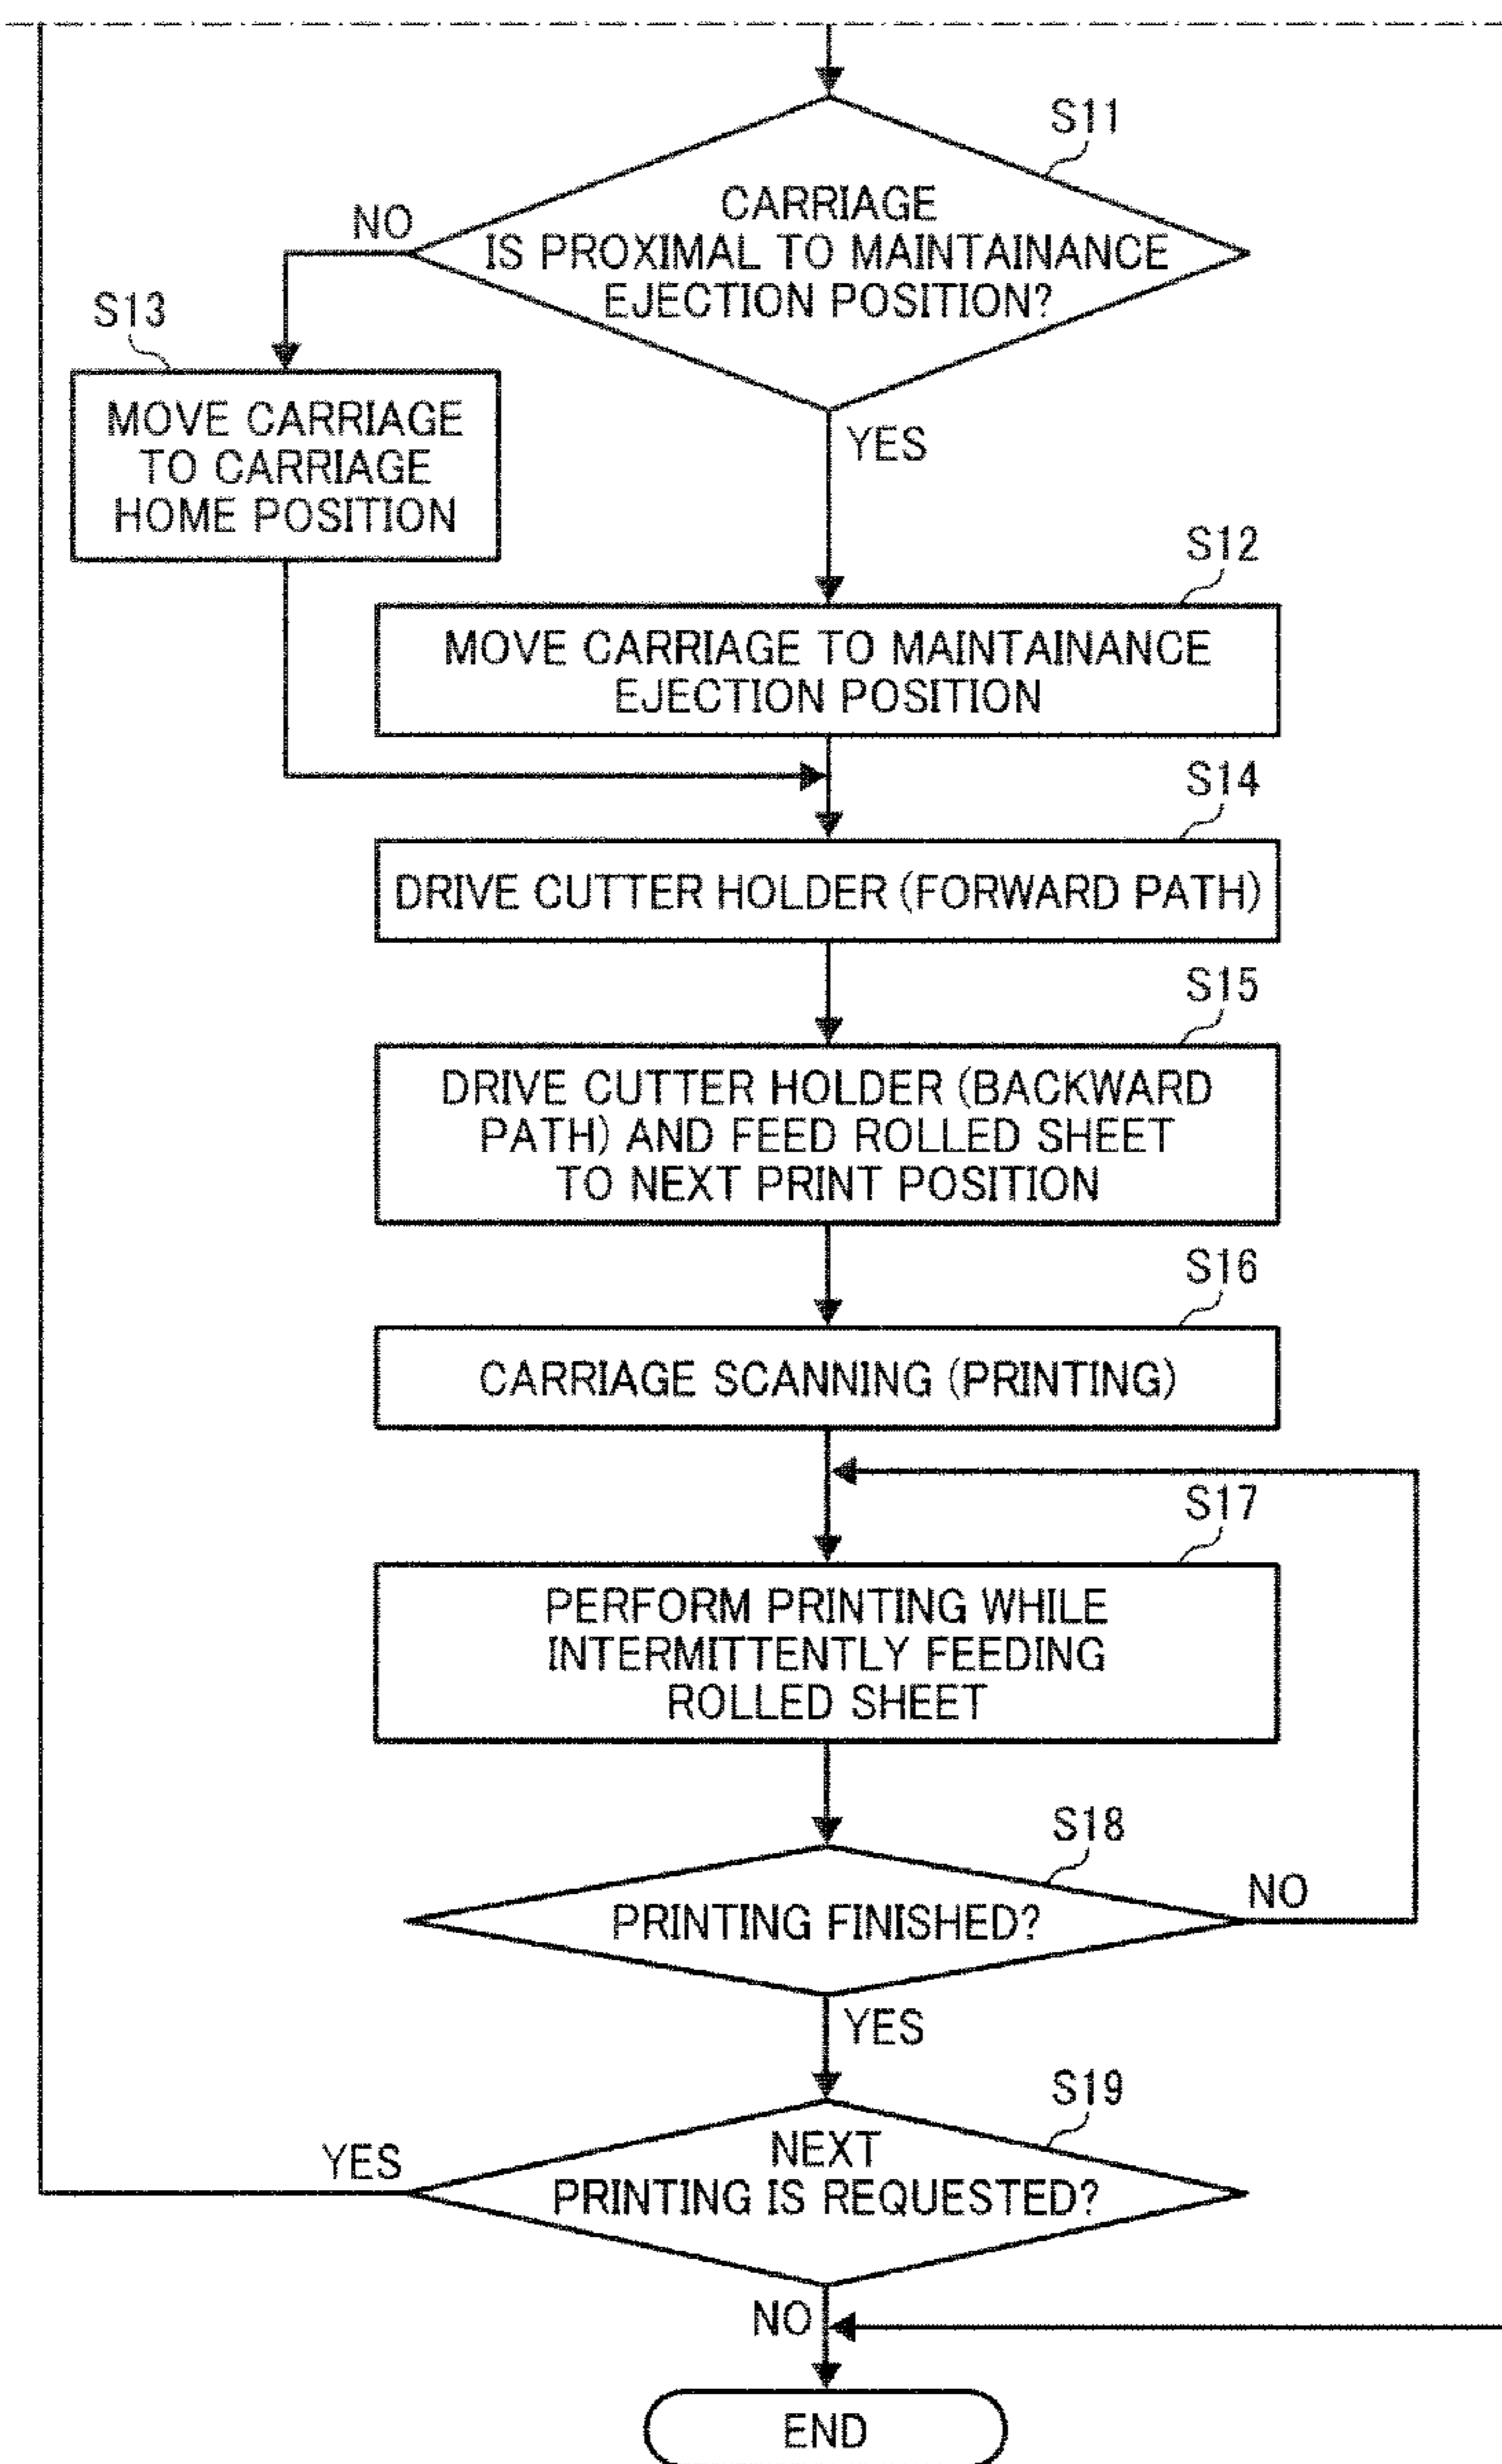 S11
CARRIAGE
IS PROXIMAL TO MAINTAINANCE
EJECTION POSITION?
NO
YES
S13
MOVE CARRIAGE
TO CARRIAGE
HOME POSITION
S12
MOVE CARRIAGE TO MAINTAINANCE
EJECTION POSITION
S14
DRIVE CUTTER HOLDER (FORWARD PATH)
S15
DRIVE CUTTER HOLDER (BACKWARD
PATH) AND FEED ROLLED SHEET
TO NEXT PRINT POSITION
S16
CARRIAGE SCANNING (PRINTING)
S17
PERFORM PRINTING WHILE
INTERMITTENTLY FEEDING
ROLLED SHEET
S18
PRINTING FINISHED?
NO
YES
S19
NEXT
PRINTING IS REQUESTED?
YES
NO
END